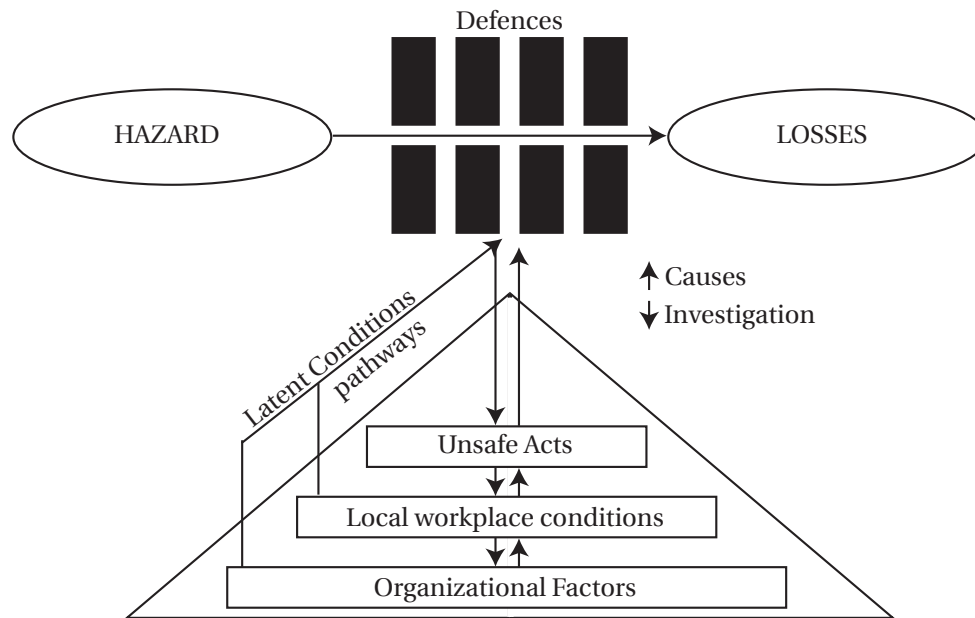 Defences
HAZARD
LOSSES
Causes
Investigation
Latent Conditions
pathways
Unsafe Acts
Local workplace conditions
Organizational Factors